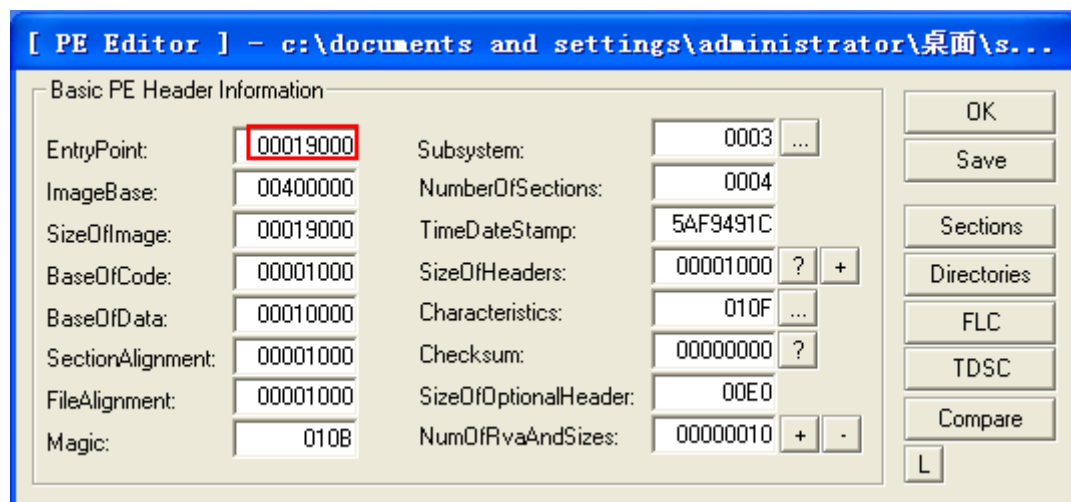 [ PE Editor ] - c:\documents and settings\administrator\桌面\s...
Basic PE Header Information
EntryPoint: 00019000
ImageBase: 00400000
SizeOfImage: 00019000
BaseOfCode: 00001000
BaseOfData: 00010000
SectionAlignment: 00001000
FileAlignment: 00001000
Magic: 010B
Subsystem: 0003 ...
NumberOfSections: 0004
TimeDateStamp: 5AF9491C
SizeOfHeaders: 00001000 ? +
Characteristics: 010F ...
Checksum: 00000000 ?
SizeOfOptionalHeader: 00E0
NumOfRvaAndSizes: 00000010 + -
OK
Save
Sections
Directories
FLC
TDSC
Compare
L